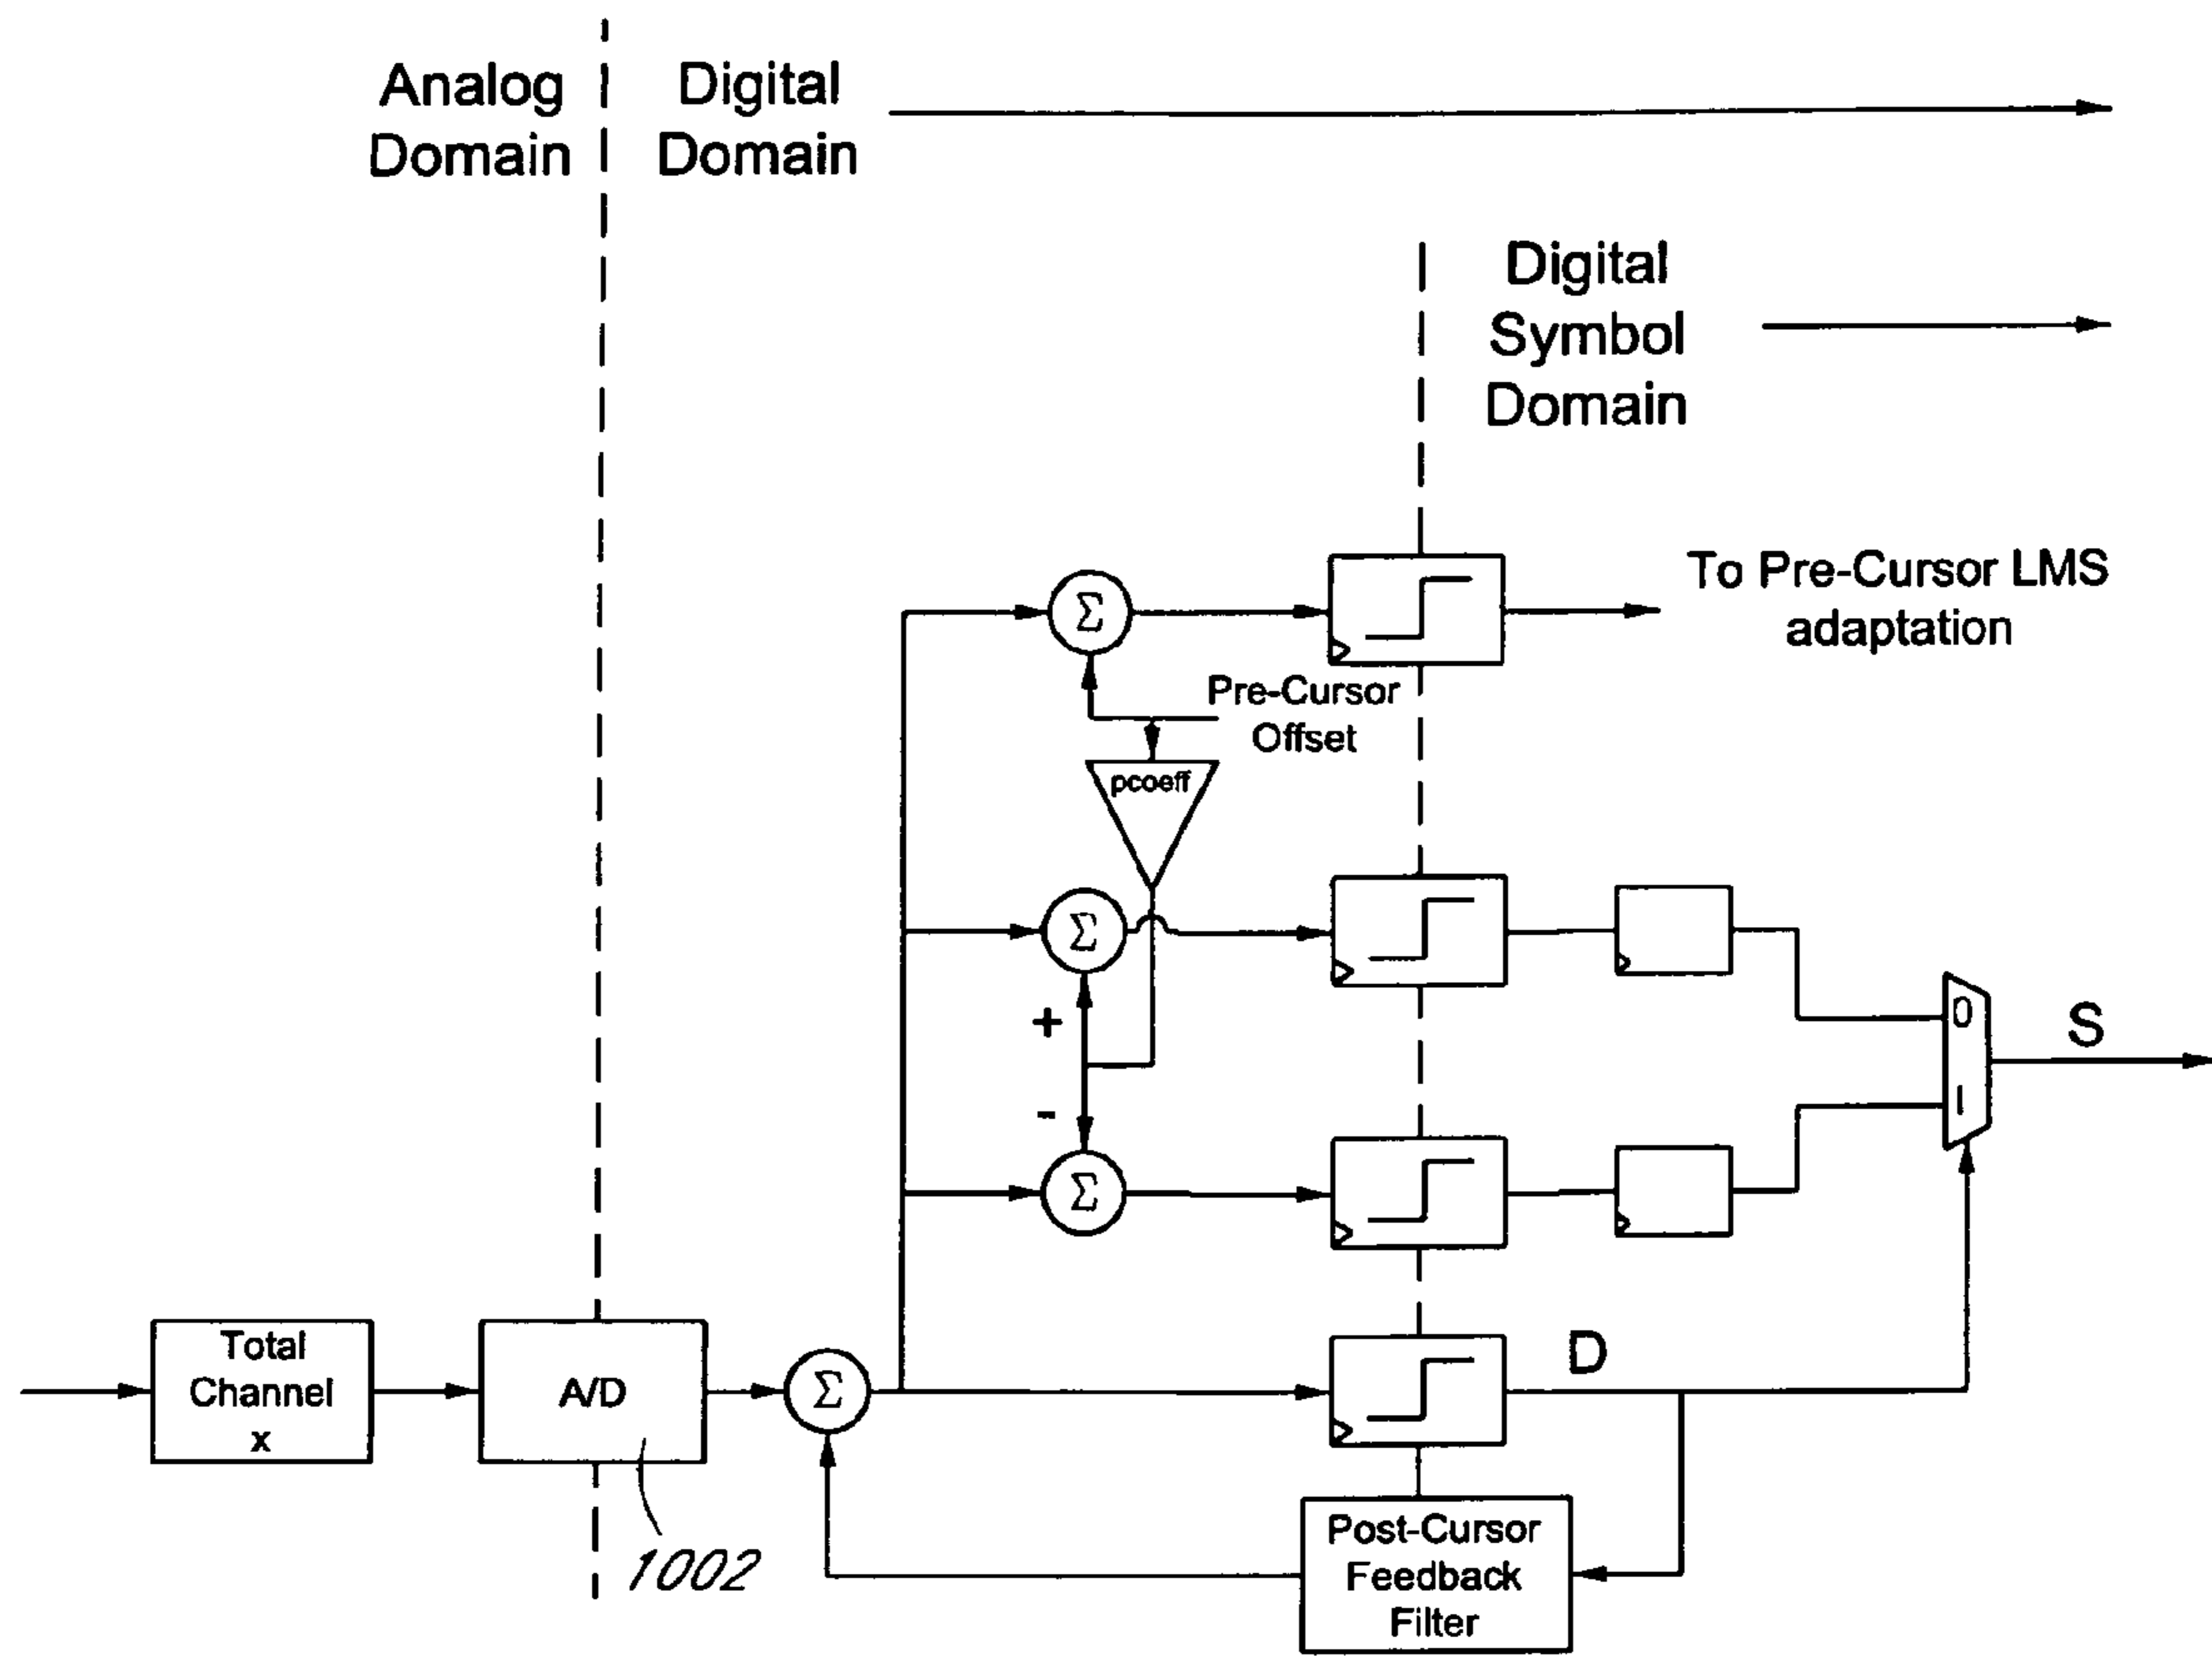 Analog
Domain
Digital
Domain
Digital
Symbol
Domain
To Pre-Cursor LMS
adaptation
Σ
Pre-Cursor
Offset
pcoeff
Σ
+
-
Σ
0
1
S
Total
Channel
x
A/D
Σ
D
1002
Post-Cursor
Feedback
Filter